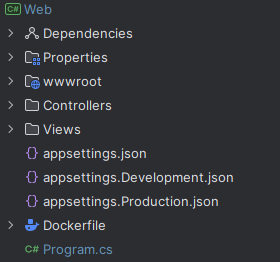 C# Web
Dependencies
Properties
wwwroot
Controllers
Views
{} appsettings.json
{} appsettings.Development.json
{} appsettings.Production.json
Dockerfile
C# Program.cs